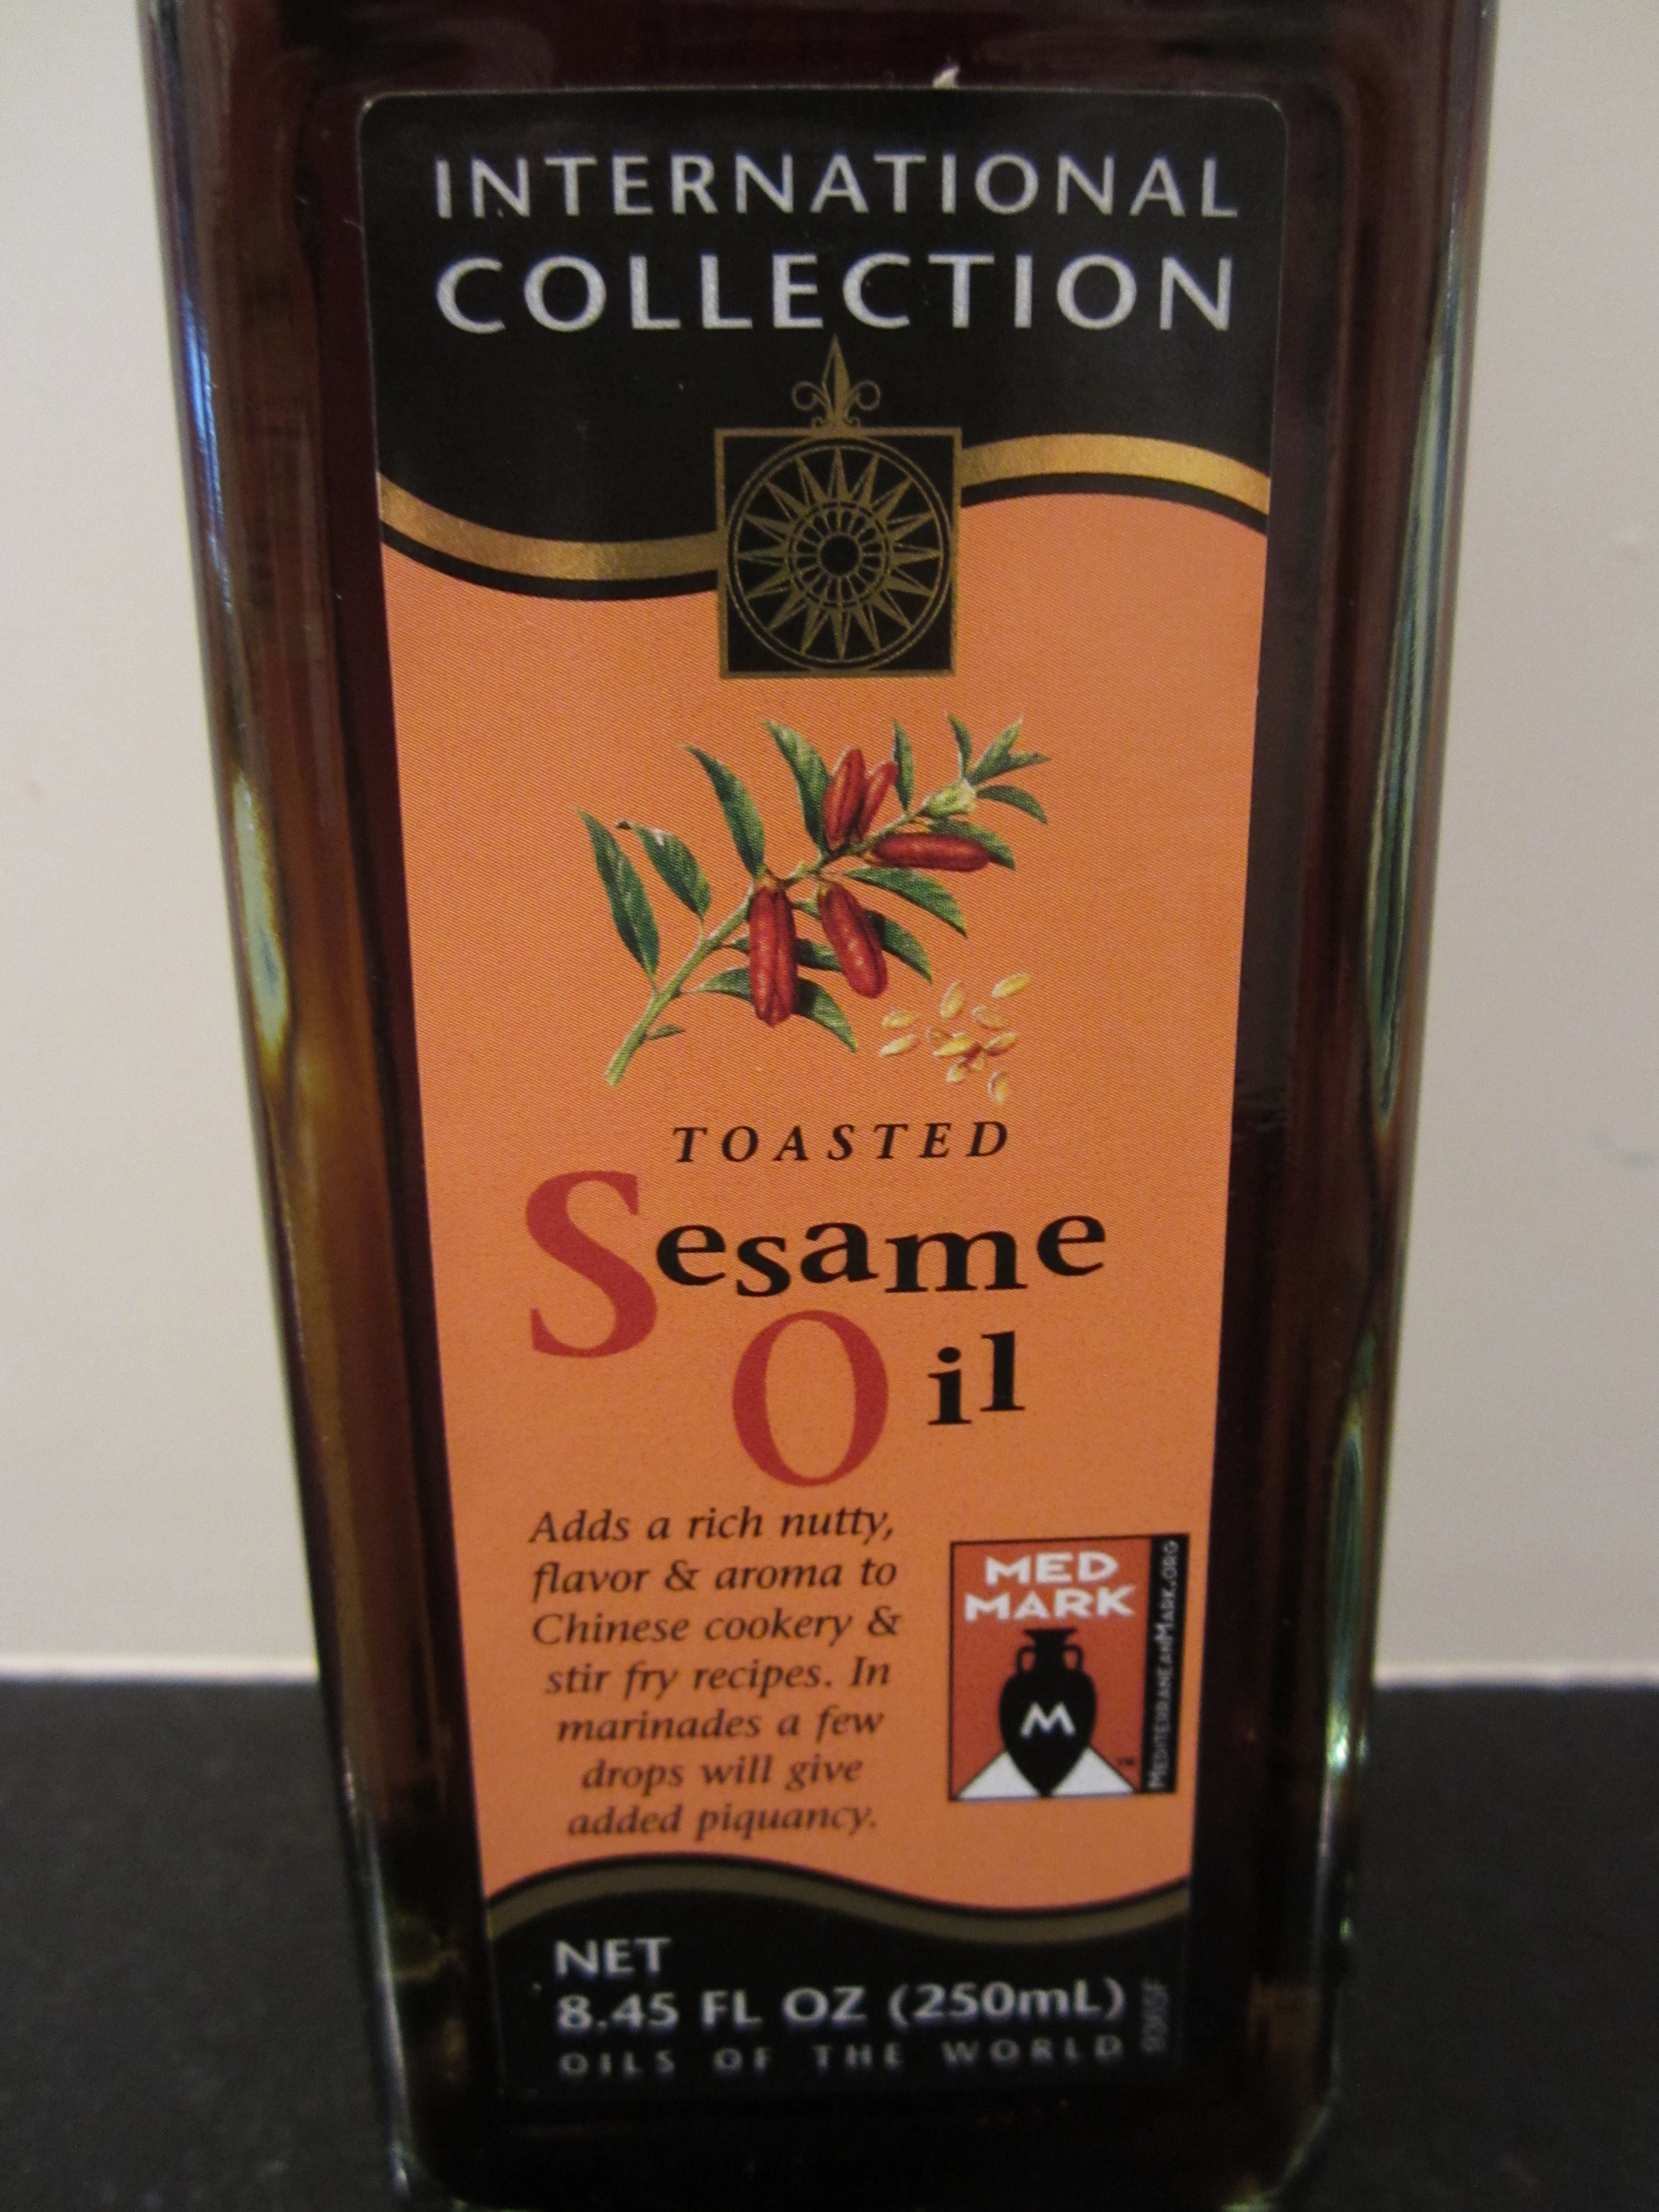 INTERNATIONAL
COLLECTION
TOASTED
Sesame
Oil
Adds a rich nutty,
flavor & aroma to
Chinese cookery &
stir fry recipes. In
marinades a few
drops will give
added piquancy.
MED
MARK
M
TM
MEDITERRANEANMARK.ORG
NET
8.45 FL OZ (250mL)
OILS OF THE WORLD